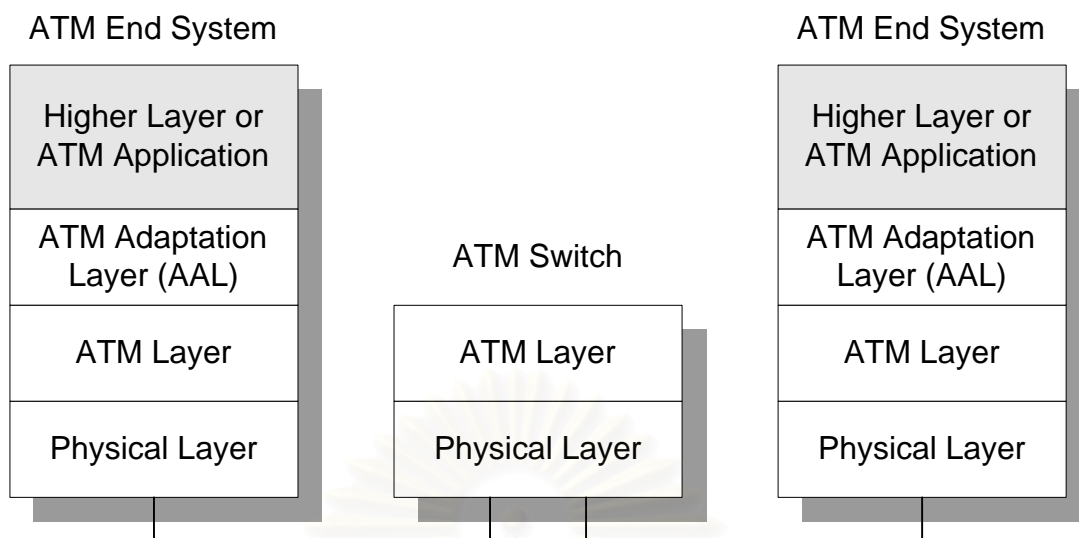 ATM End System
Higher Layer or
ATM Application
ATM Adaptation
Layer (AAL)
ATM Layer
Physical Layer
ATM Switch
ATM Layer
Physical Layer
ATM End System
Higher Layer or
ATM Application
ATM Adaptation
Layer (AAL)
ATM Layer
Physical Layer